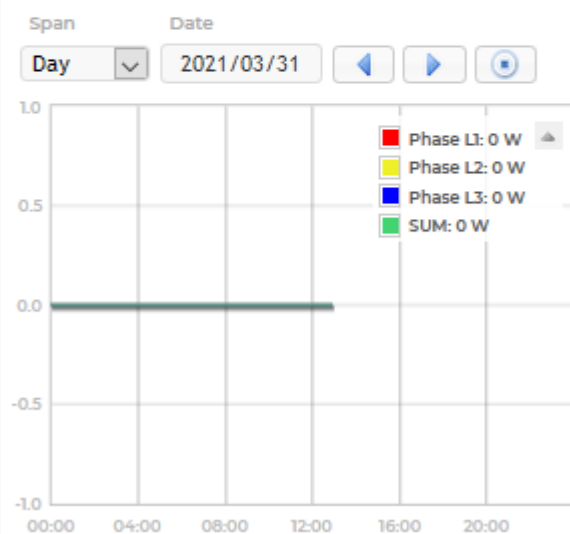 Span Date
Day 2021/03/31
1.0
Phase L1: 0 W
Phase L2: 0 W
0.5
Phase L3: 0 W
SUM: 0 W
0.0
-0.5
-1.0
00:00 04:00 08:00 12:00 16:00 20:00